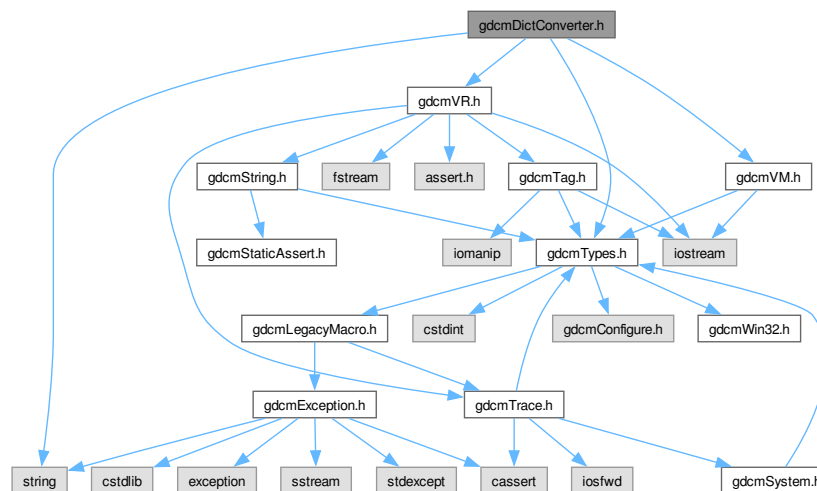 gdcmDictConverter.h
gdcmVR.h
gdcmString.h
fstream
assert.h
gdcmTag.h
gdcmVM.h
gdcmStaticAssert.h
iomanip
gdcmTypes.h
iostream
gdcmLegacyMacro.h
cstdint
gdcmConfigure.h
gdcmWin32.h
gdcmException.h
gdcmTrace.h
string
cstdlib
exception
sstream
stdexcept
cassert
iosfwd
gdcmSystem.h